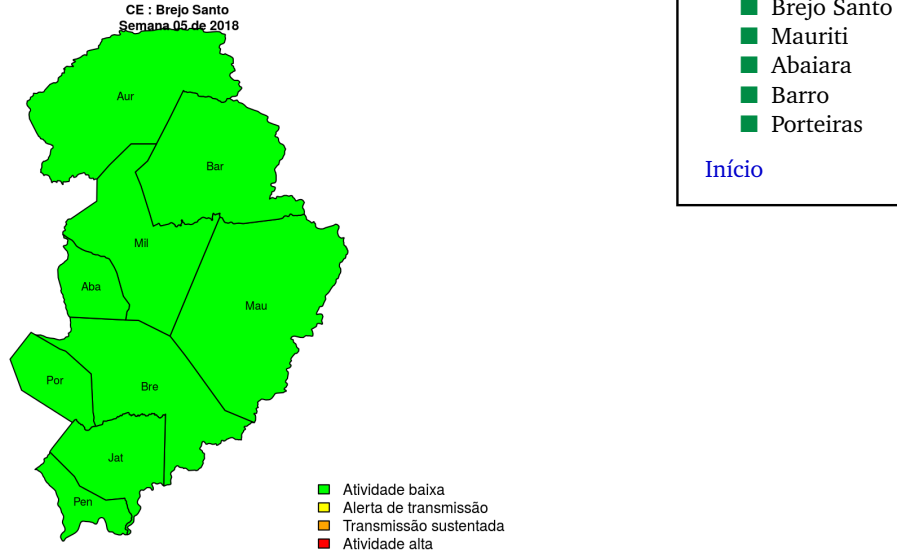 CE : Brejo Santo
Semana 05 de 2018
Aur
Bar
Mil
Aba
Mau
Por
Bre
Jat
Pen
Atividade baixa
Alerta de transmissão
Transmissão sustentada
Atividade alta
Brejo Santo
Mauriti
Abaiara
Barro
Porteiras
Início